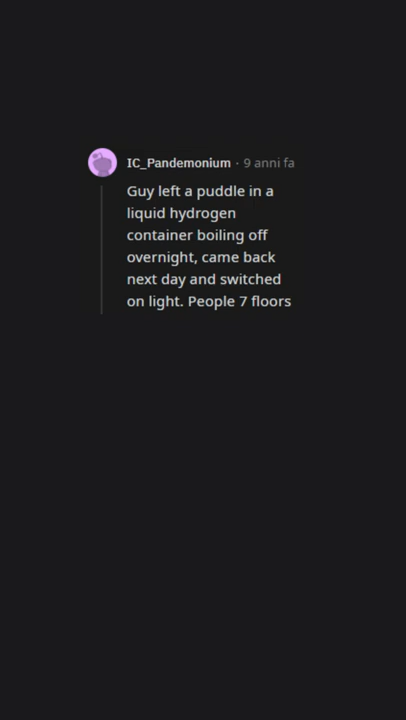 IC_Pandemonium · 9 anni fa
Guy left a puddle in a
liquid hydrogen
container boiling off
overnight, came back
next day and switched
on light. People 7 floors